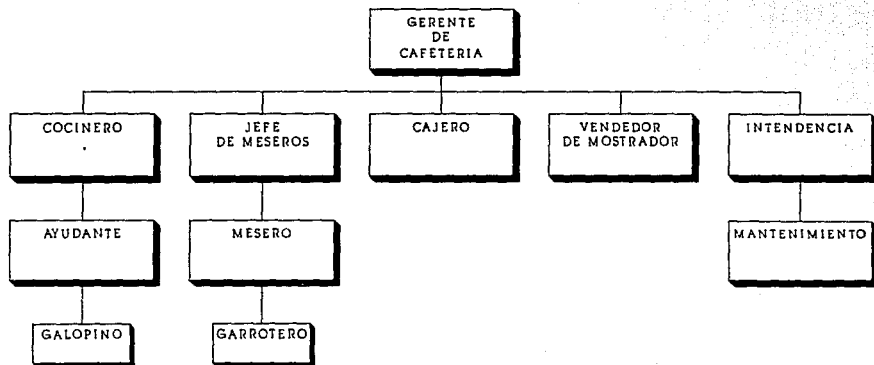 GERENTE
DE
CAFETERIA
COCINERO
JEFE
DE MESEROS
CAJERO
VENDEDOR
DE MOSTRADOR
INTENDENCIA
AYUDANTE
MESERO
MANTENIMIENTO
GALOPINO
GARROTERO